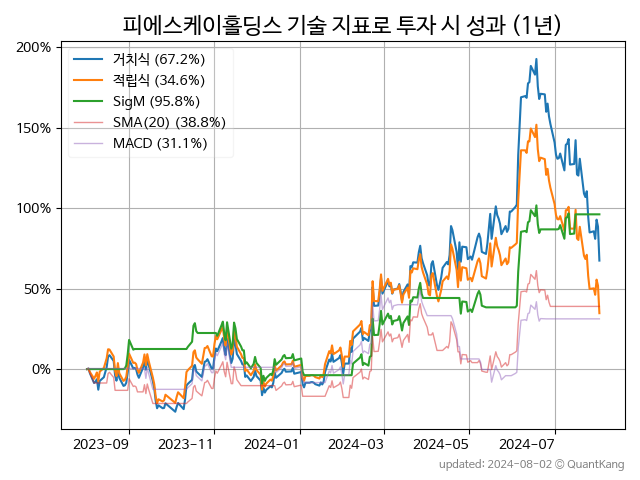 피에스케이홀딩스 기술 지표로 투자 시 성과 (1년)
200%
150%
100%
50%
0%
거치식 (67.2%)
적립식 (34.6%)
SigM (95.8%)
SMA(20) (38.8%)
MACD (31.1%)
2023-09 2023-11 2024-01 2024-03 2024-05 2024-07
updated: 2024-08-02 © QuantKang